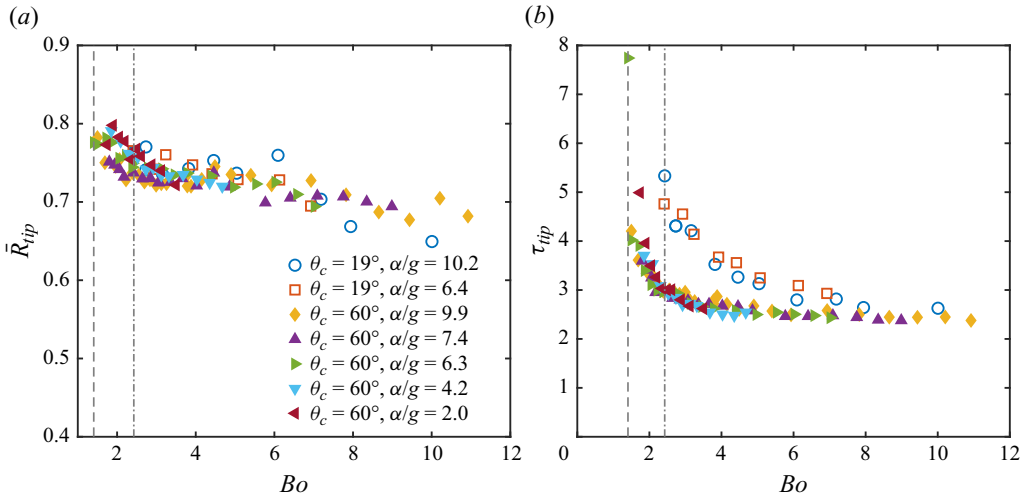 (a)
(b)
0.9
0.8
0.7
0.6
0.5
0.4
R̄tip
2
4
6
8
10
12
Bo
θc = 19°, α/g = 10.2
θc = 19°, α/g = 6.4
θc = 60°, α/g = 9.9
θc = 60°, α/g = 7.4
θc = 60°, α/g = 6.3
θc = 60°, α/g = 4.2
θc = 60°, α/g = 2.0
8
7
6
5
4
3
2
1
τtip
0
2
4
6
8
10
12
Bo